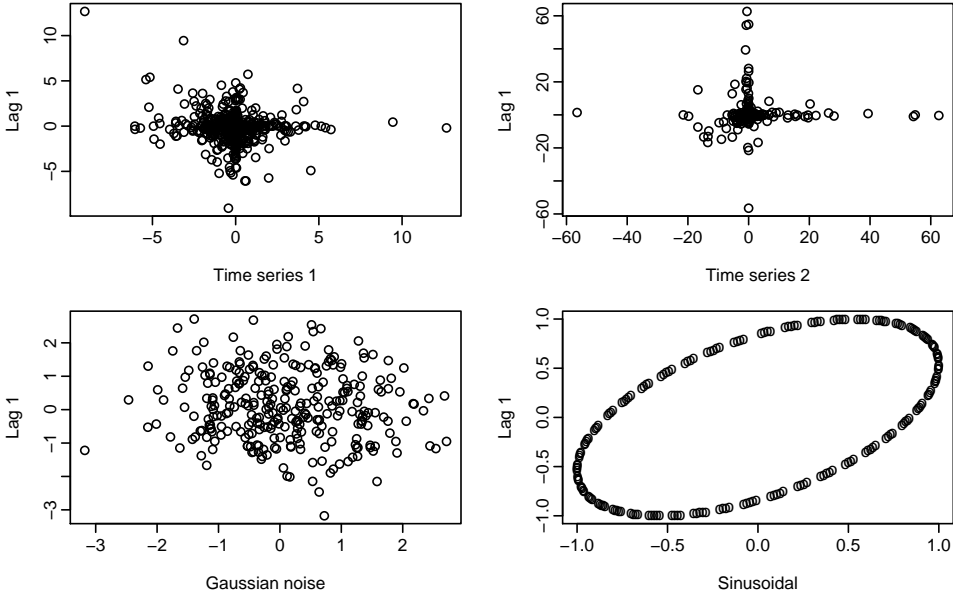 10
5
0
−5
Lag 1
−5 0 5 10
Time series 1
60
20
−20
−60
Lag 1
−60 −40 −20 0 20 40 60
Time series 2
2
1
0
−1
−3
Lag 1
−3 −2 −1 0 1 2
Gaussian noise
1.0
0.5
0.0
−0.5
−1.0
Lag 1
−1.0 −0.5 0.0 0.5 1.0
Sinusoidal